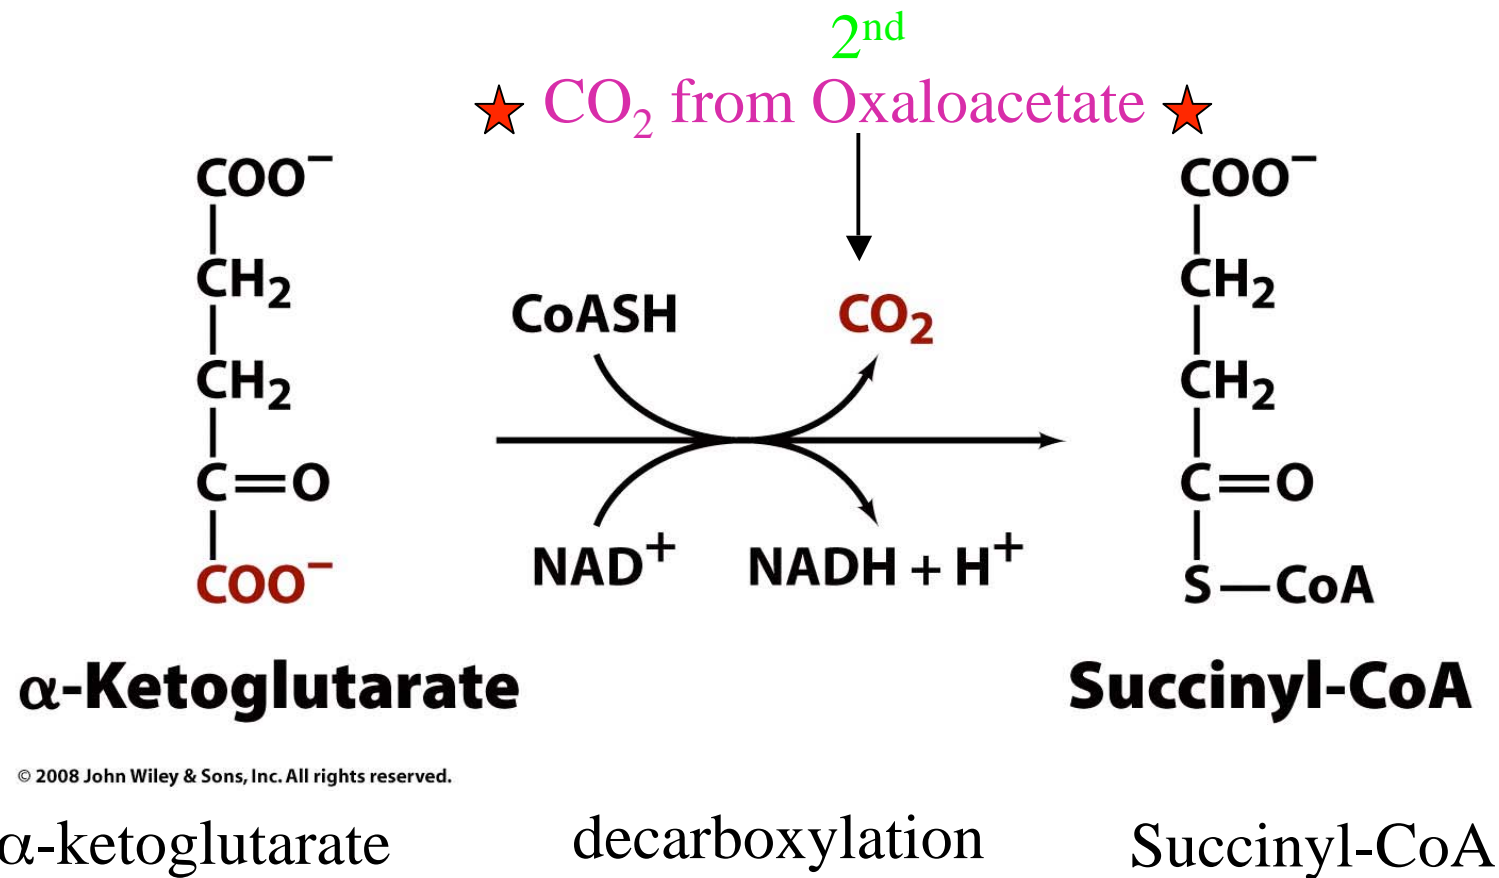 2nd
CO2 from Oxaloacetate
COO−
CH2
CH2
C=O
COO−
α-Ketoglutarate
CoASH
CO2
NAD+
NADH + H+
COO−
CH2
CH2
C=O
S—CoA
Succinyl-CoA
© 2008 John Wiley & Sons, Inc. All rights reserved.
α-ketoglutarate
decarboxylation
Succinyl-CoA